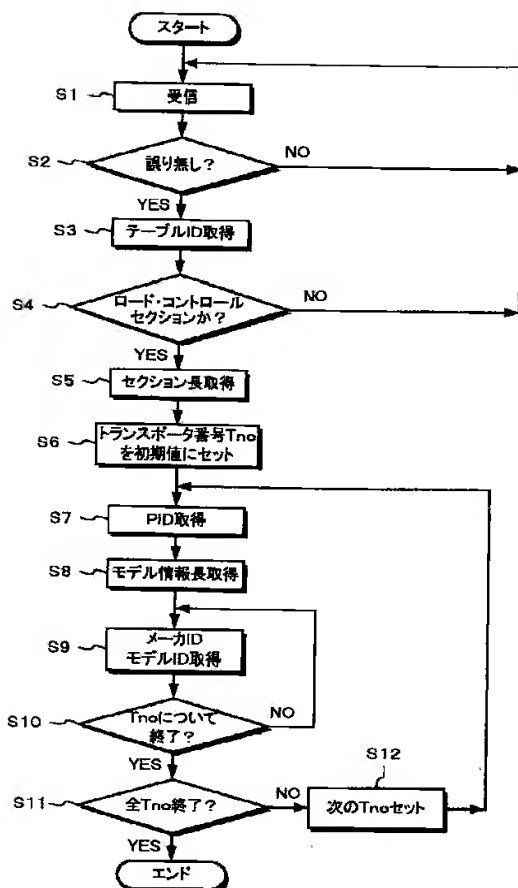 スタート
S1
受信
S2
誤り無し?
NO
YES
S3
テーブルID取得
S4
ロード・コントロール
セクションか?
NO
YES
S5
セクション長取得
S6
トランスポータ番号Tno
を初期値にセット
S7
PID取得
S8
モデル情報長取得
S9
メーカID
モデルID取得
S10
Tnoについて
終了?
NO
YES
S11
全Tno終了?
NO
S12
次のTnoセット
YES
エンド